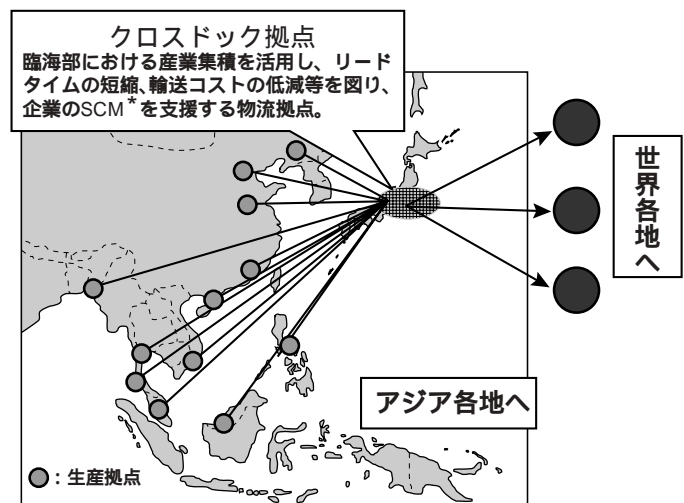 クロスドック拠点
臨海部における産業集積を活用し、リード
タイムの短縮、輸送コストの低減等を図り、
企業のSCM*を支援する物流拠点。
世界各地へ
アジア各地へ
:生産拠点